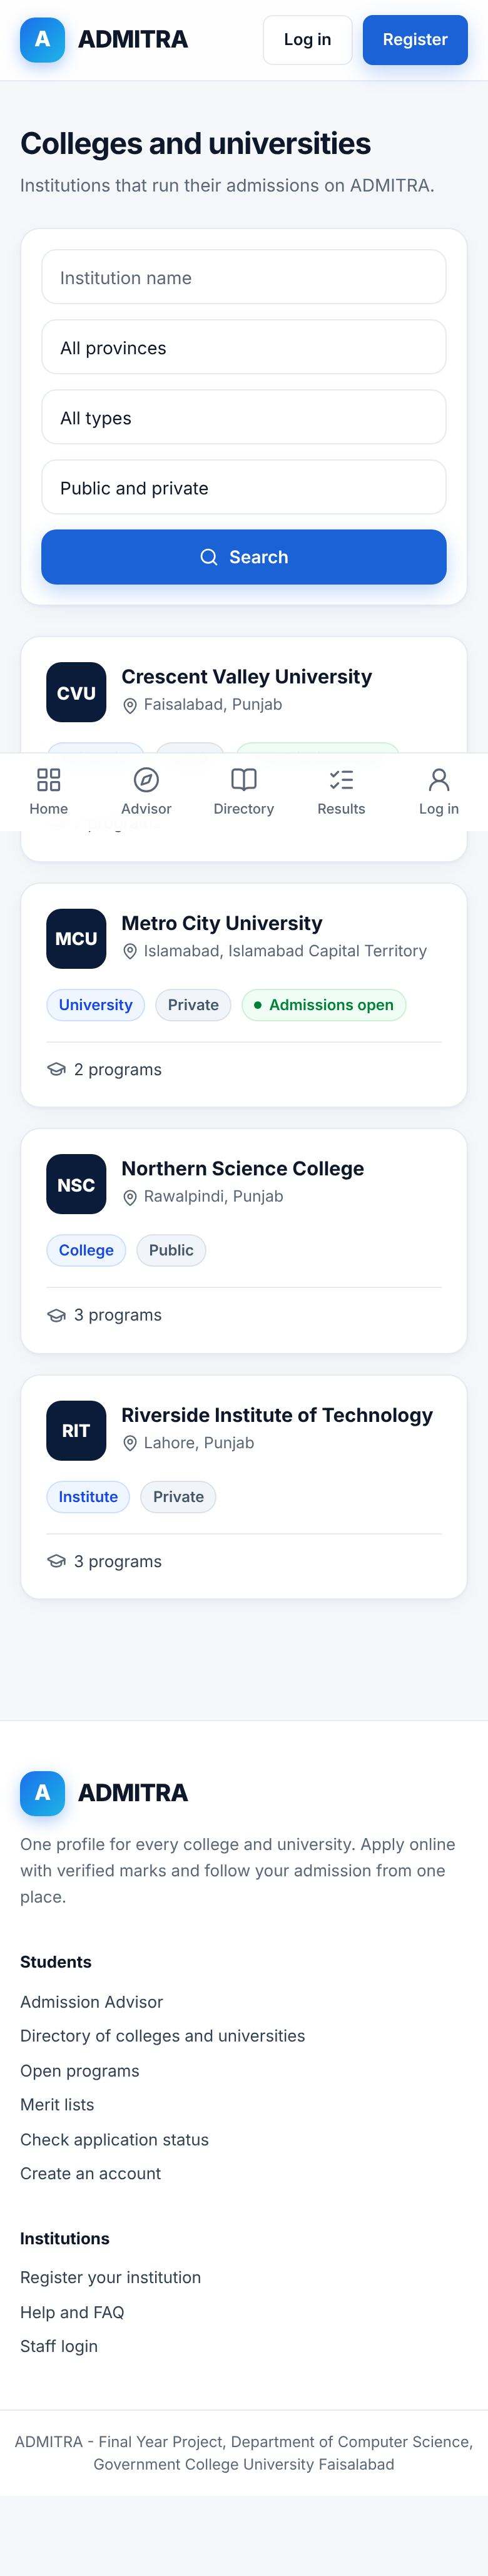 A ADMITRA
Log in
Register
Colleges and universities
Institutions that run their admissions on ADMITRA.
Institution name
All provinces
All types
Public and private
Search
CVU
Crescent Valley University
Faisalabad, Punjab
Home
Advisor
Directory
Results
Log in
MCU
Metro City University
Islamabad, Islamabad Capital Territory
University
Private
Admissions open
2 programs
NSC
Northern Science College
Rawalpindi, Punjab
College
Public
3 programs
RIT
Riverside Institute of Technology
Lahore, Punjab
Institute
Private
3 programs
A ADMITRA
One profile for every college and university. Apply online
with verified marks and follow your admission from one
place.
Students
Admission Advisor
Directory of colleges and universities
Open programs
Merit lists
Check application status
Create an account
Institutions
Register your institution
Help and FAQ
Staff login
ADMITRA - Final Year Project, Department of Computer Science,
Government College University Faisalabad